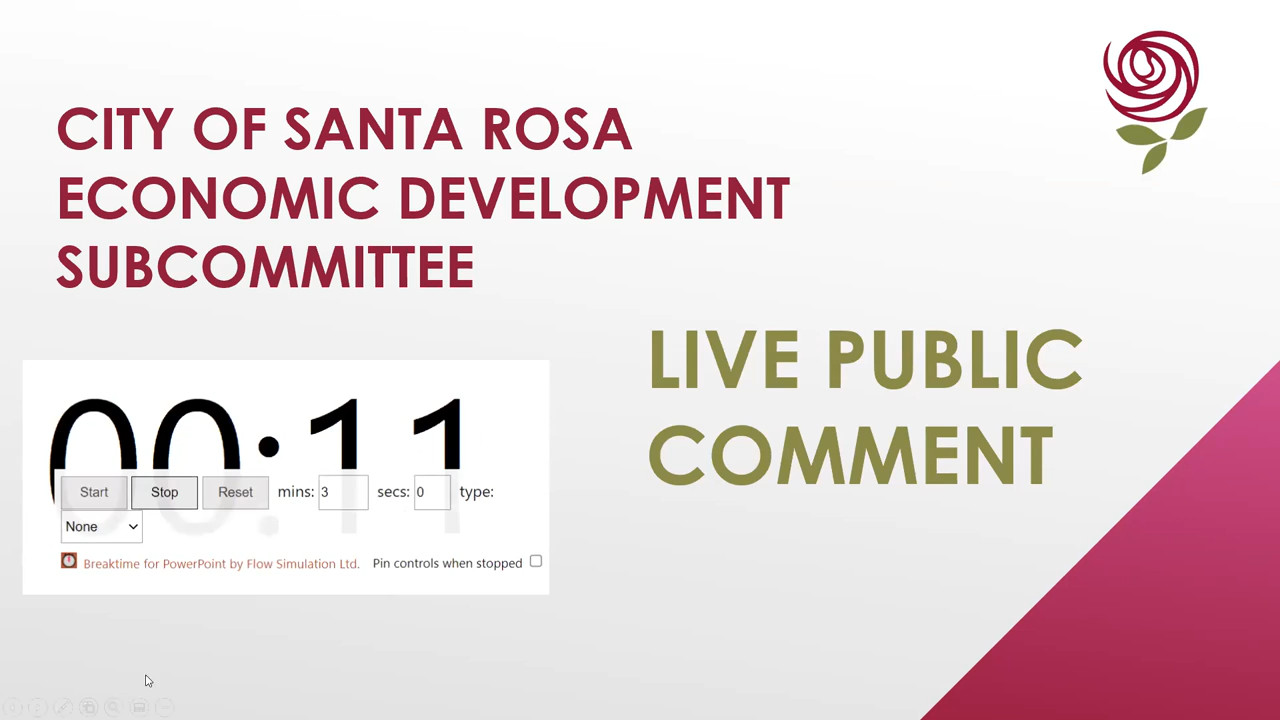 CITY OF SANTA ROSA
ECONOMIC DEVELOPMENT
SUBCOMMITTEE
LIVE PUBLIC
COMMENT
00:11
Start Stop Reset mins: 3 secs: 0 type:
None
Breaktime for PowerPoint by Flow Simulation Ltd. Pin controls when stopped